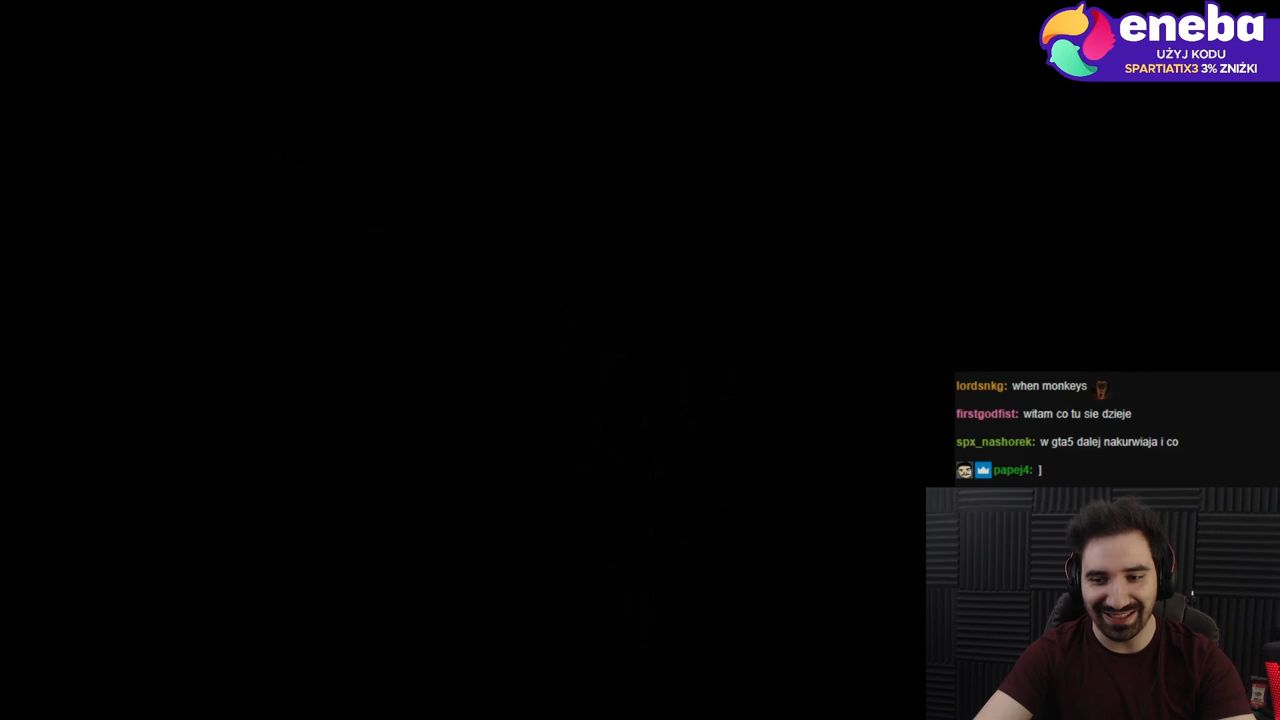 eneba
UŻYJ KODU
SPARTIATIX3 3% ZNIŻKI
lordsnkg: when monkeys
firstgodfist: witam co tu sie dzieje
spx_nashorek: w gta5 dalej nakurwiaja i co
papej4: ]